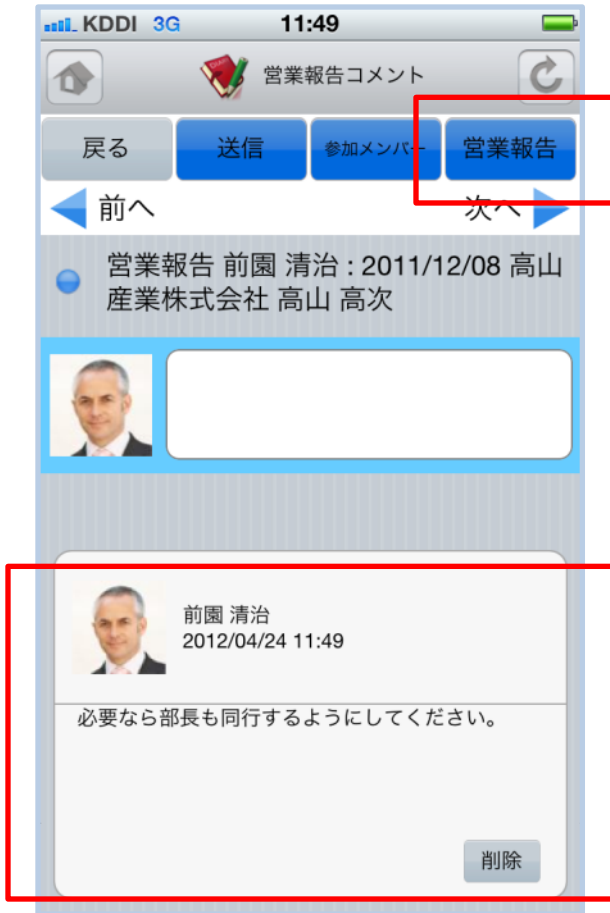 KDDI 3G 11:49
営業報告コメント
戻る 送信 参加メンバー 営業報告
前へ 次へ
営業報告 前園 清治 : 2011/12/08 高山
産業株式会社 高山 高次
前園 清治
2012/04/24 11:49
必要なら部長も同行するようにしてください。
削除